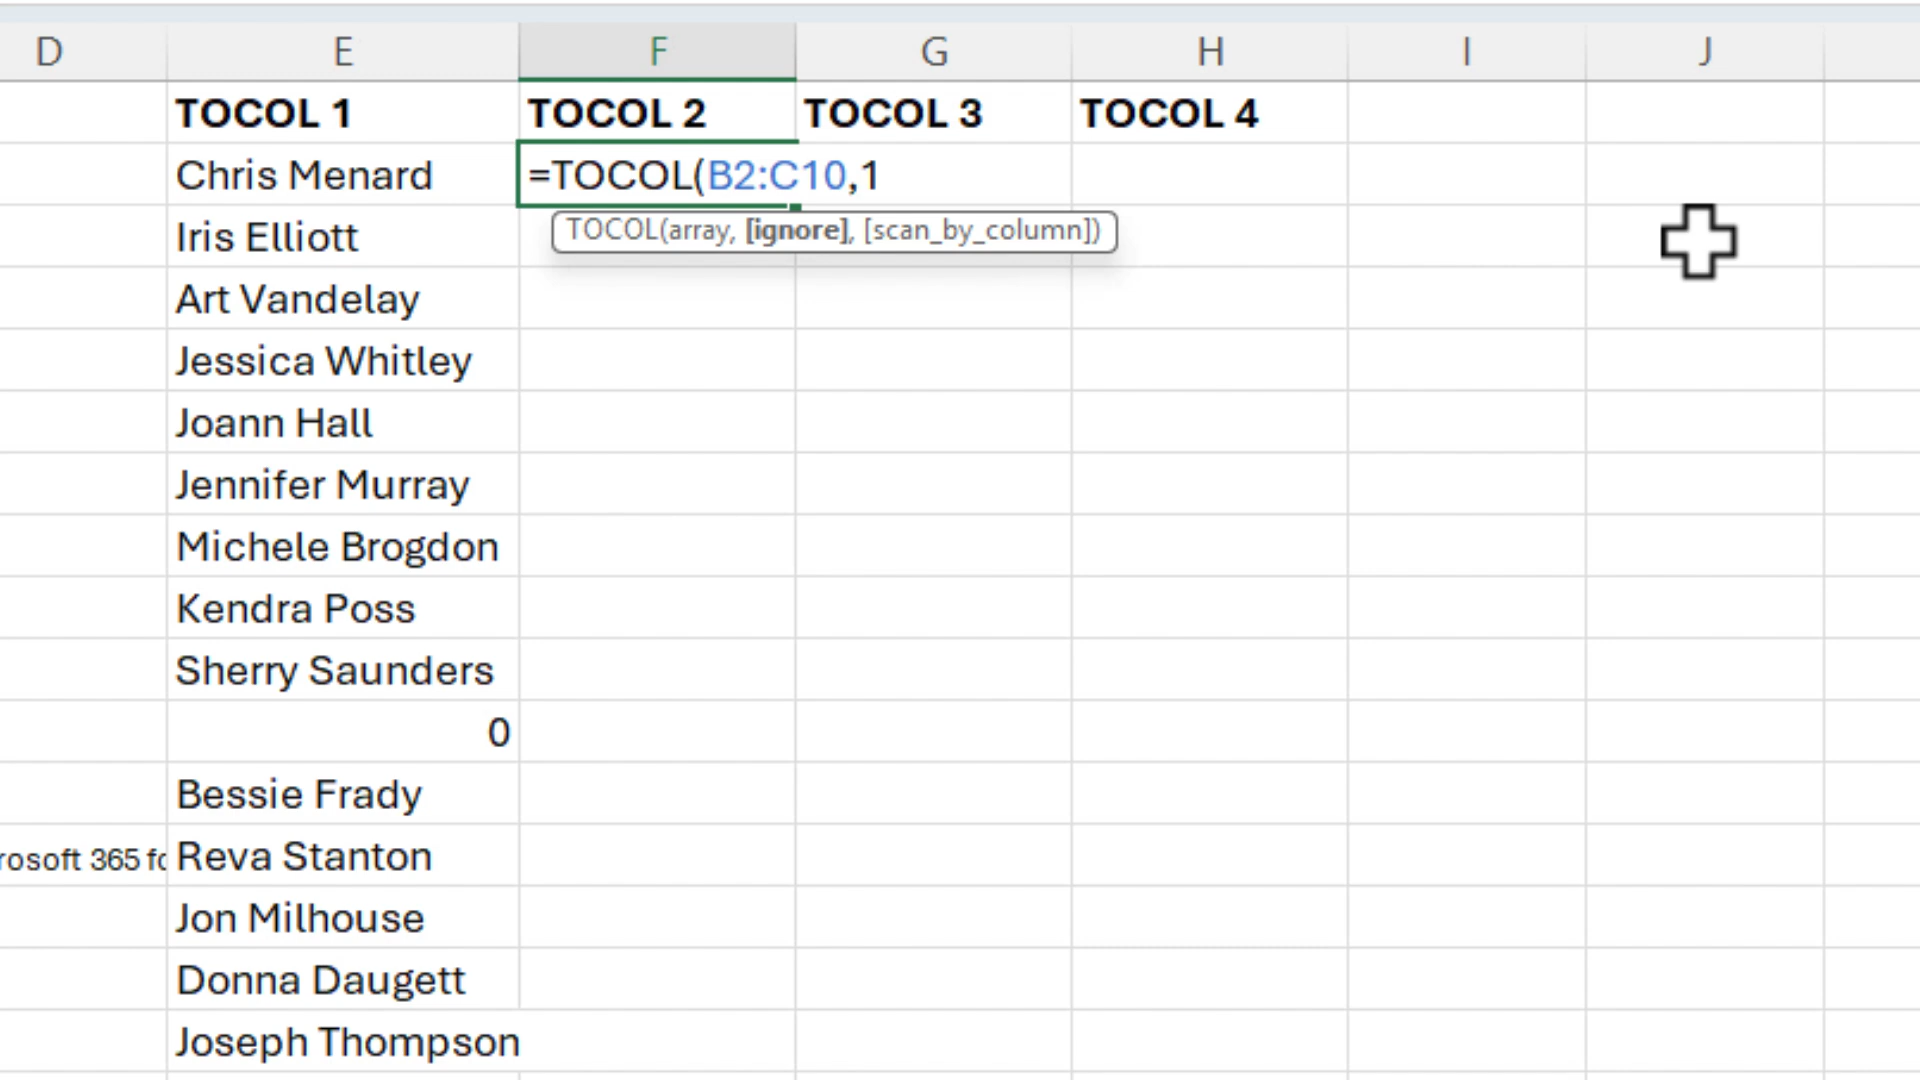 D E F G H I J
TOCOL 1 TOCOL 2 TOCOL 3 TOCOL 4
Chris Menard =TOCOL(B2:C10,1
Iris Elliott TOCOL(array, [ignore], [scan_by_column])
Art Vandelay
Jessica Whitley
Joann Hall
Jennifer Murray
Michele Brogdon
Kendra Poss
Sherry Saunders
0
Bessie Frady
rosoft 365 fo Reva Stanton
Jon Milhouse
Donna Daugett
Joseph Thompson